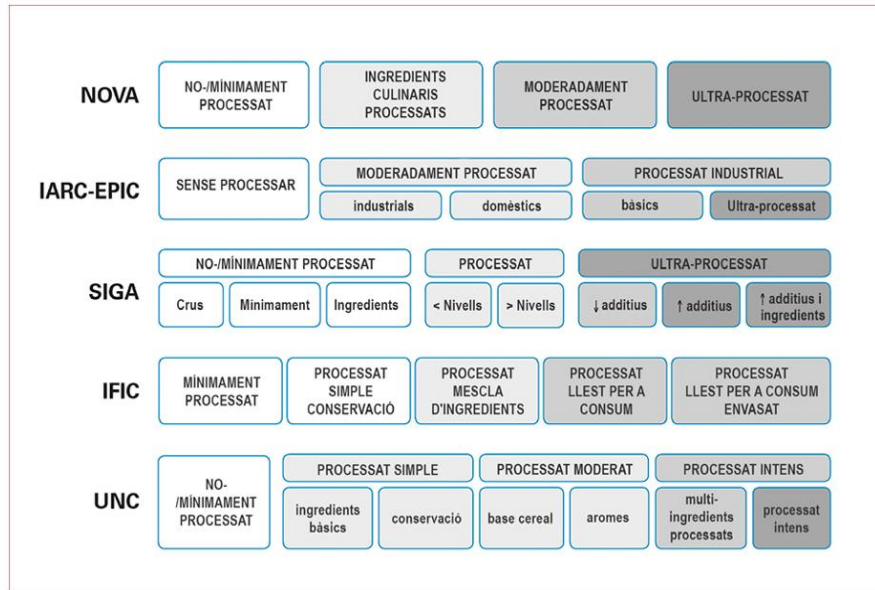 NOVA
NO-/MÍNIMAMENT
PROCESSAT
INGREDIENTS
CULINARIS
PROCESSATS
MODERADAMENT
PROCESSAT
ULTRA-PROCESSAT
IARC-EPIC
SENSE PROCESSAR
MODERADAMENT PROCESSAT
industrials
domèstics
PROCESSAT INDUSTRIAL
bàsics
Ultra-processat
SIGA
NO-/MÍNIMAMENT PROCESSAT
Crus
Minimament
Ingredients
PROCESSAT
< Nivells
> Nivells
ULTRA-PROCESSAT
↓ additius
↑ additius
↑ additius i
ingredients
IFIC
MÍNIMAMENT
PROCESSAT
PROCESSAT
SIMPLE
CONSERVACIÓ
PROCESSAT
MESCLA
D'INGREDIENTS
PROCESSAT
LLEST PER A
CONSUM
PROCESSAT
LLEST PER A CONSUM
ENVASAT
UNC
NO-
/MÍNIMAMENT
PROCESSAT
PROCESSAT SIMPLE
ingredients
bàsics
conservació
PROCESSAT MODERAT
base cereal
aromes
PROCESSAT INTENS
multi-
ingredients
processats
processat
intens